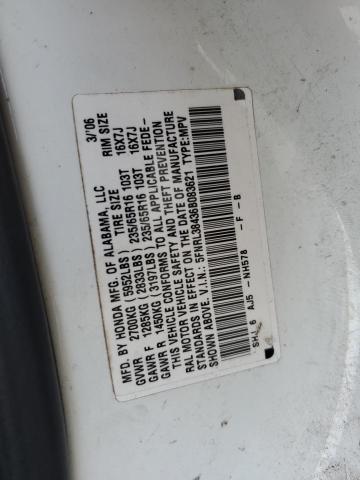 MFD. BY HONDA MFG. OF ALABAMA, LLC 3/'06
TIRE SIZE RIM SIZE
GVWR 2700KG (5952LBS)
GAWR F 1285KG (2833LBS) 235/65R16 103T 16X7J
GAWR R 1450KG (3197LBS) 235/65R16 103T 16X7J
THIS VEHICLE CONFORMS TO ALL APPLICABLE FEDE-
RAL MOTOR VEHICLE SAFETY AND THEFT PREVENTION
STANDARDS IN EFFECT ON THE DATE OF MANUFACTURE
SHOWN ABOVE. V.I.N.: 5FNRL38436B083621 TYPE:MPV
6 AJ5 - NH578 - F - B